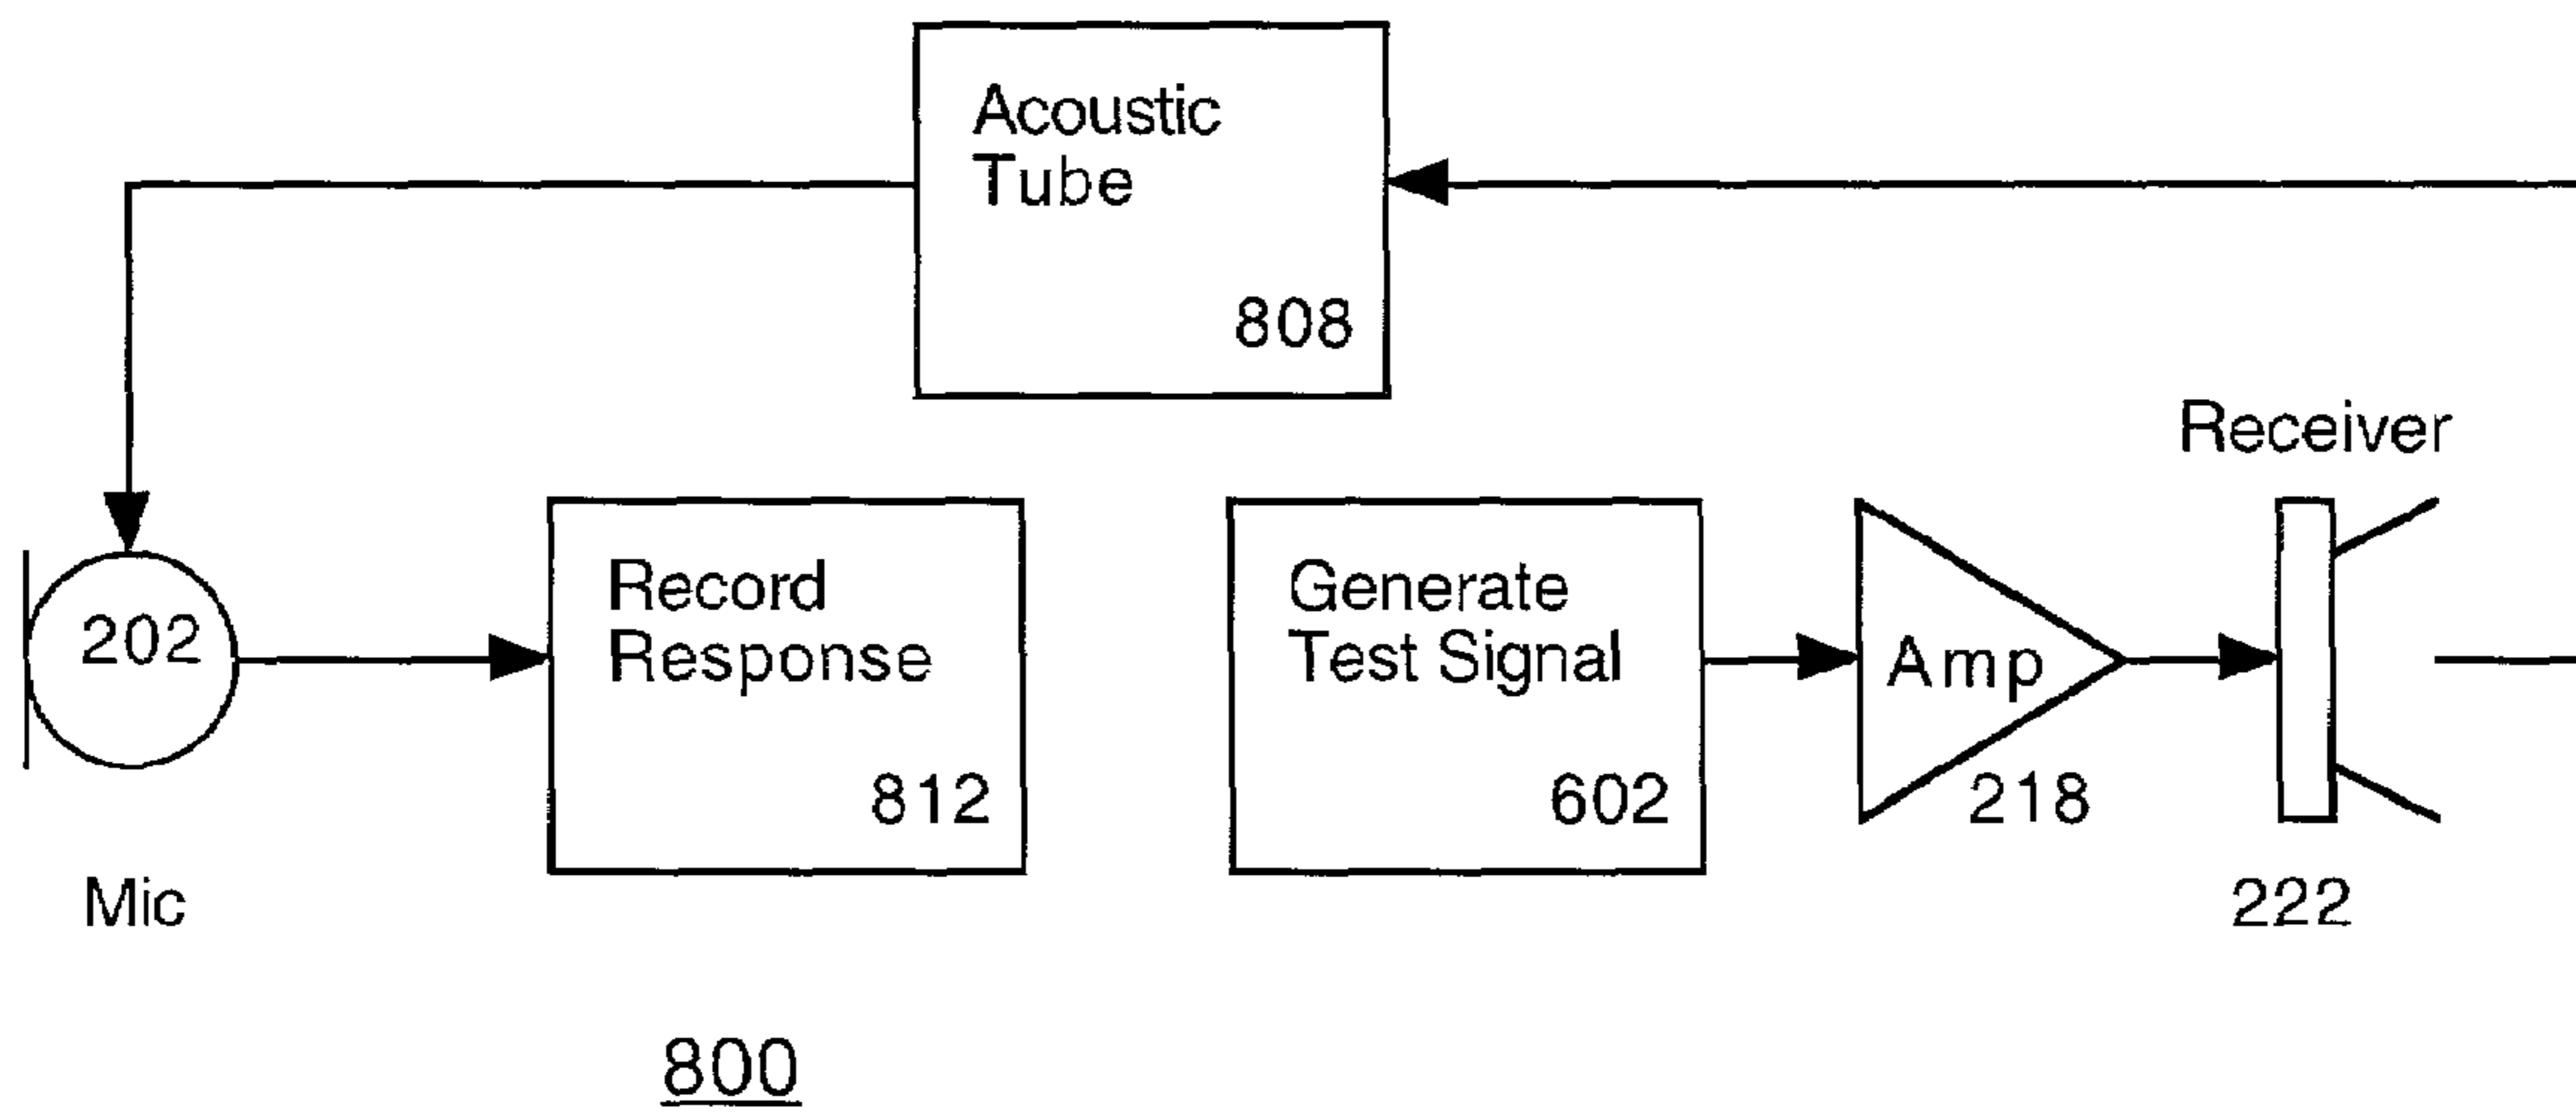 Acoustic
Tube
808
Receiver
202
Record
Response
812
Generate
Test Signal
602
Amp
218
Mic
222
800